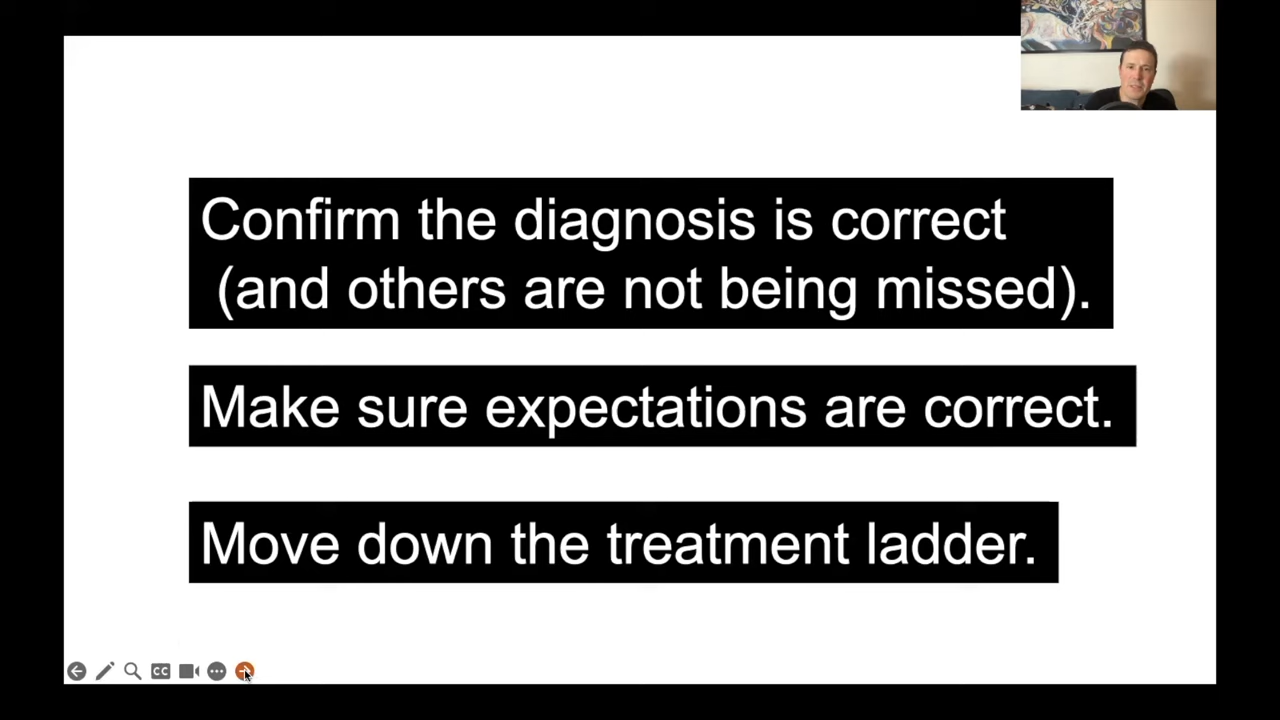 Confirm the diagnosis is correct
(and others are not being missed).
Make sure expectations are correct.
Move down the treatment ladder.
CC